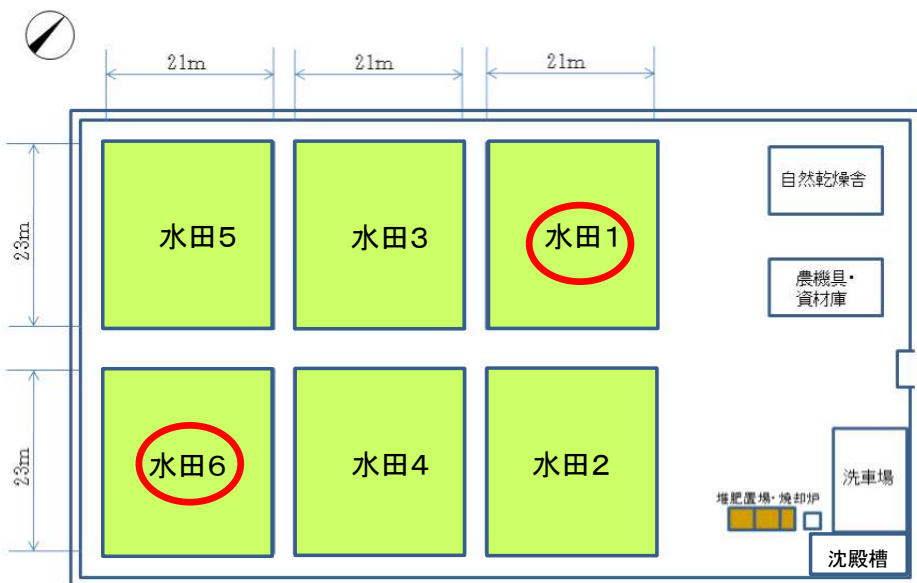 21m
21m
21m
23m
水田5
水田3
水田1
自然乾燥舎
農機具・
資材庫
23m
水田6
水田4
水田2
堆肥置場・焼却炉
洗車場
沈殿槽